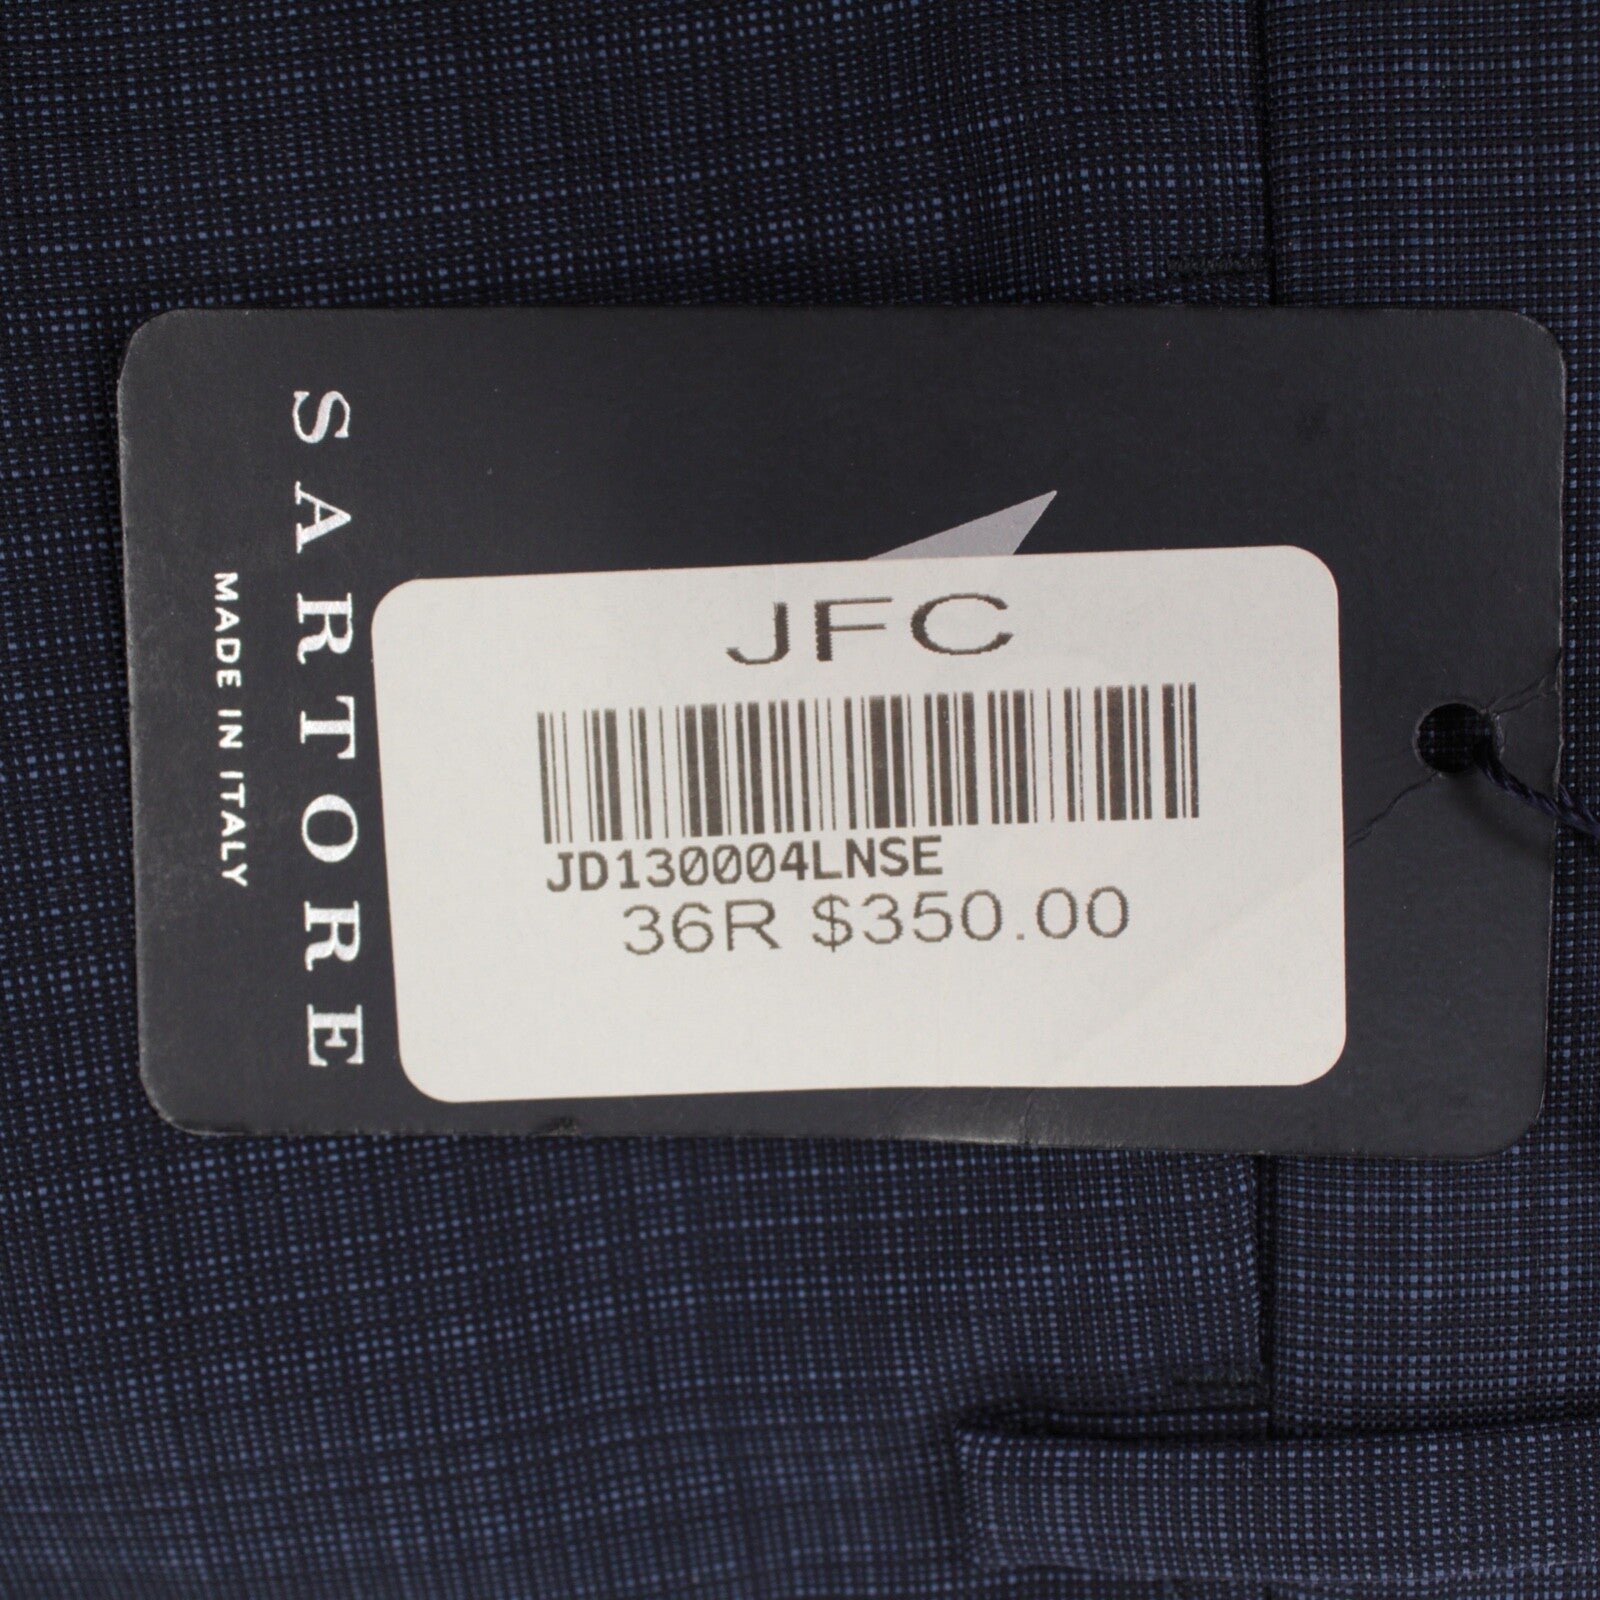 SARTORE
MADE IN ITALY
JFC
JD130004LNSE
36R $350.00